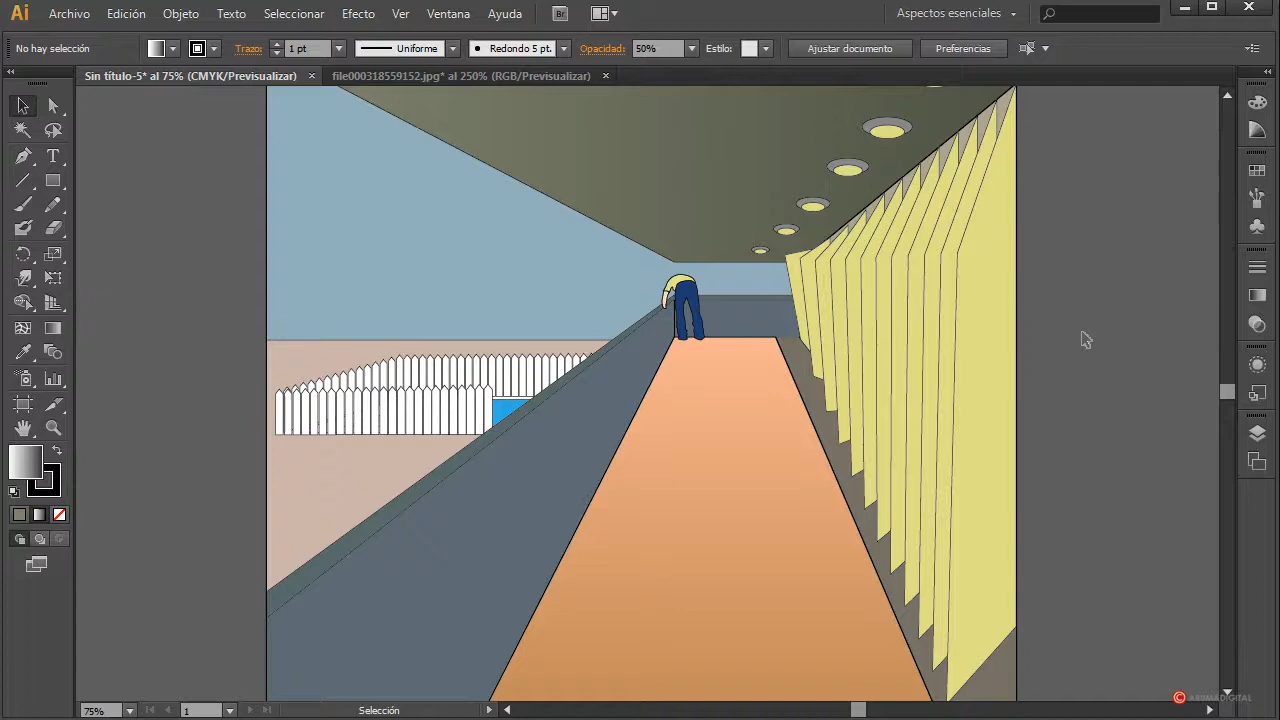 Ai Archivo Edición Objeto Texto Seleccionar Efecto Ver Ventana Ayuda Br Aspectos esenciales
No hay selección Trazo: 1 pt Uniforme Redondo 5 pt. Opacidad: 50% Estilo: Ajustar documento Preferencias
Sin título-5* al 75% (CMYK/Previsualizar) file000318559152.jpg* al 250% (RGB/Previsualizar)
T
© ARUMADIGITAL
75% 1 Selección